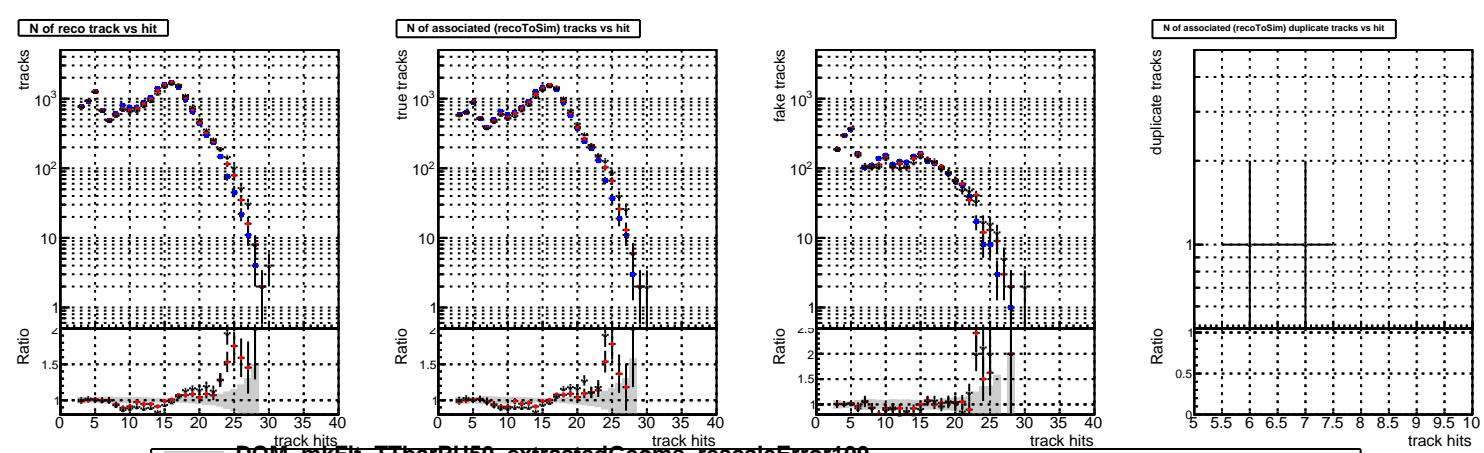 N of reco track vs hit
tracks
10³
10²
10
1
Ratio
2
1.5
1
0 5 10 15 20 25 30 35 40
track hits
N of associated (recoToSim) tracks vs hit
true tracks
10³
10²
10
1
Ratio
2
1.5
1
0 5 10 15 20 25 30 35 40
track hits
fake tracks
10³
10²
10
1
Ratio
2.5
2
1.5
1
0 5 10 15 20 25 30 35 40
track hits
N of associated (recoToSim) duplicate tracks vs hit
duplicate tracks
1
Ratio
1
0.5
0
5 5.5 6 6.5 7 7.5 8 8.5 9 9.5 10
track hits
DQM_mkFit_TTbarPU50_extractedGeoms_rescaleError100